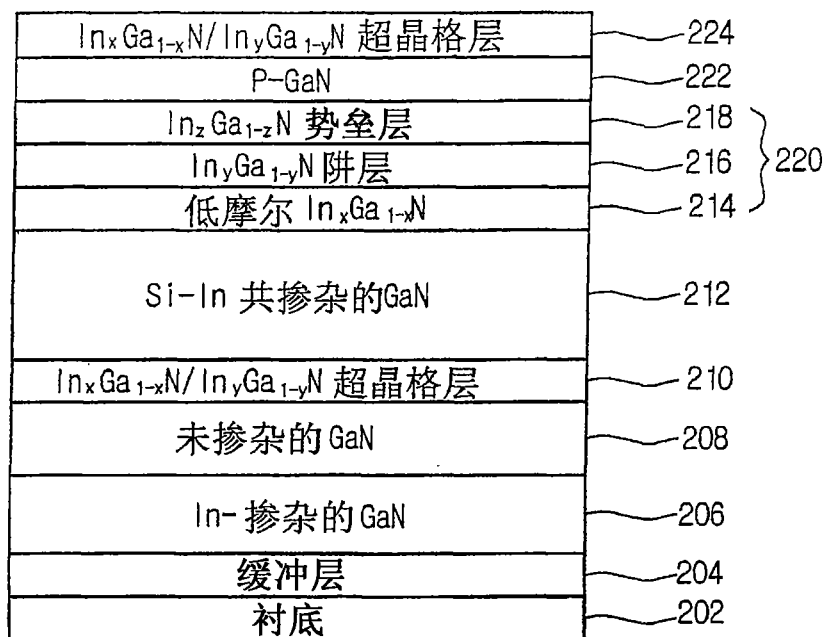 InxGa1-xN/InyGa1-yN 超晶格层 224
P-GaN 222
InzGa1-zN 势垒层 218
InyGa1-yN 阱层 216 220
低摩尔 InxGa1-xN 214
Si-In 共掺杂的GaN 212
InxGa1-xN/InyGa1-yN 超晶格层 210
未掺杂的 GaN 208
In- 掺杂的 GaN 206
缓冲层 204
衬底 202